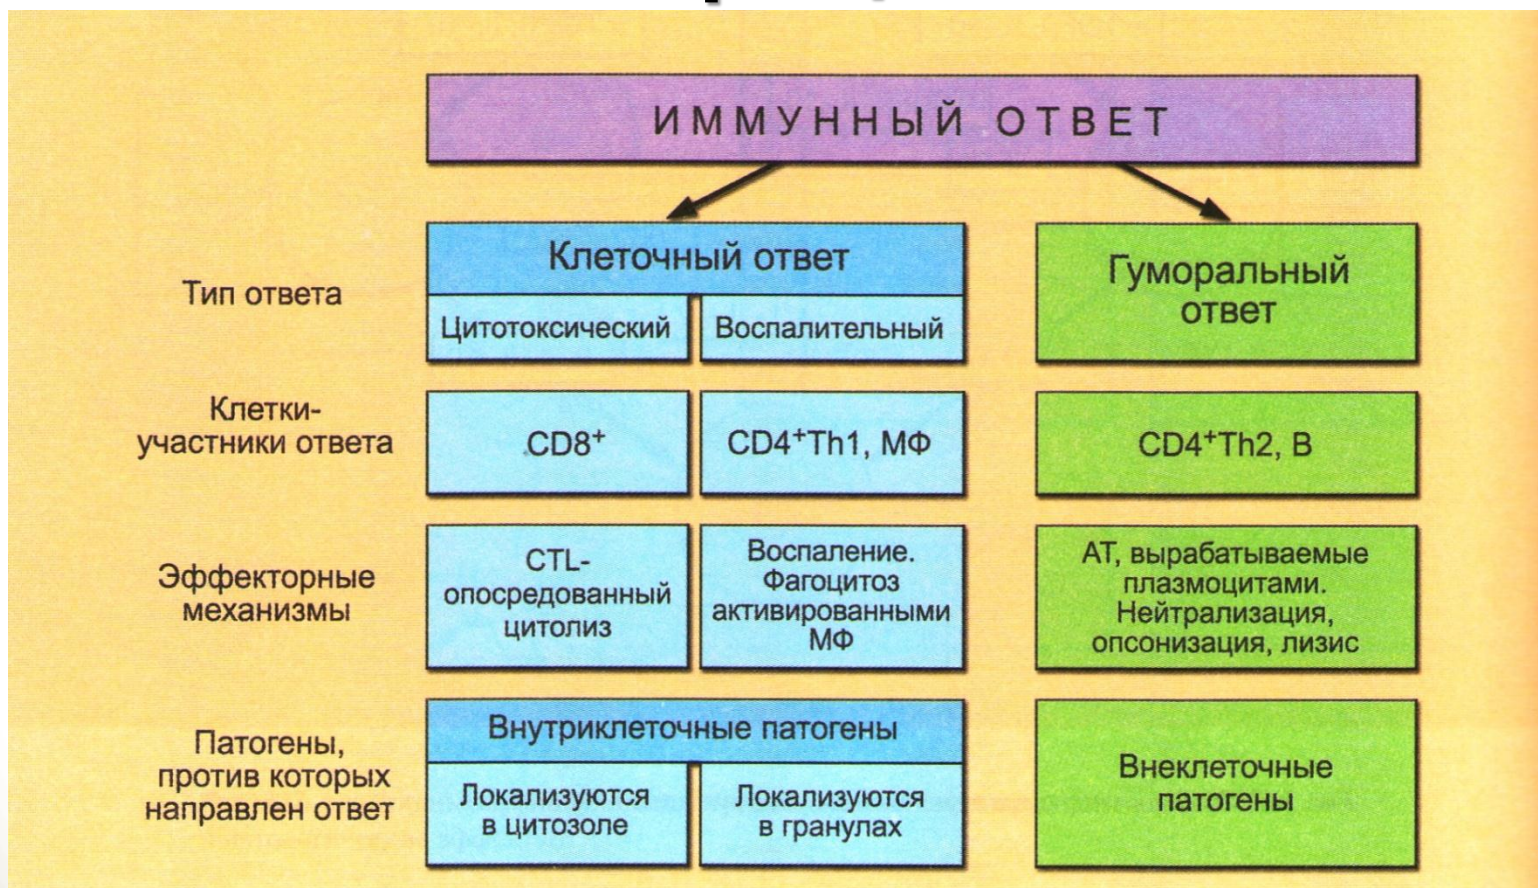 ИММУННЫЙ ОТВЕТ
Тип ответа
Клеточный ответ
Цитотоксический
Воспалительный
Гуморальный
ответ
Клетки-
участники ответа
CD8⁺
CD4⁺Th1, МФ
CD4⁺Th2, B
Эффекторные
механизмы
CTL-
опосредованный
цитолиз
Воспаление.
Фагоцитоз
активированными
МФ
АТ, вырабатываемые
плазмоцитами.
Нейтрализация,
опсонизация, лизис
Патогены,
против которых
направлен ответ
Внутриклеточные патогены
Локализуются
в цитозоле
Локализуются
в гранулах
Внеклеточные
патогены